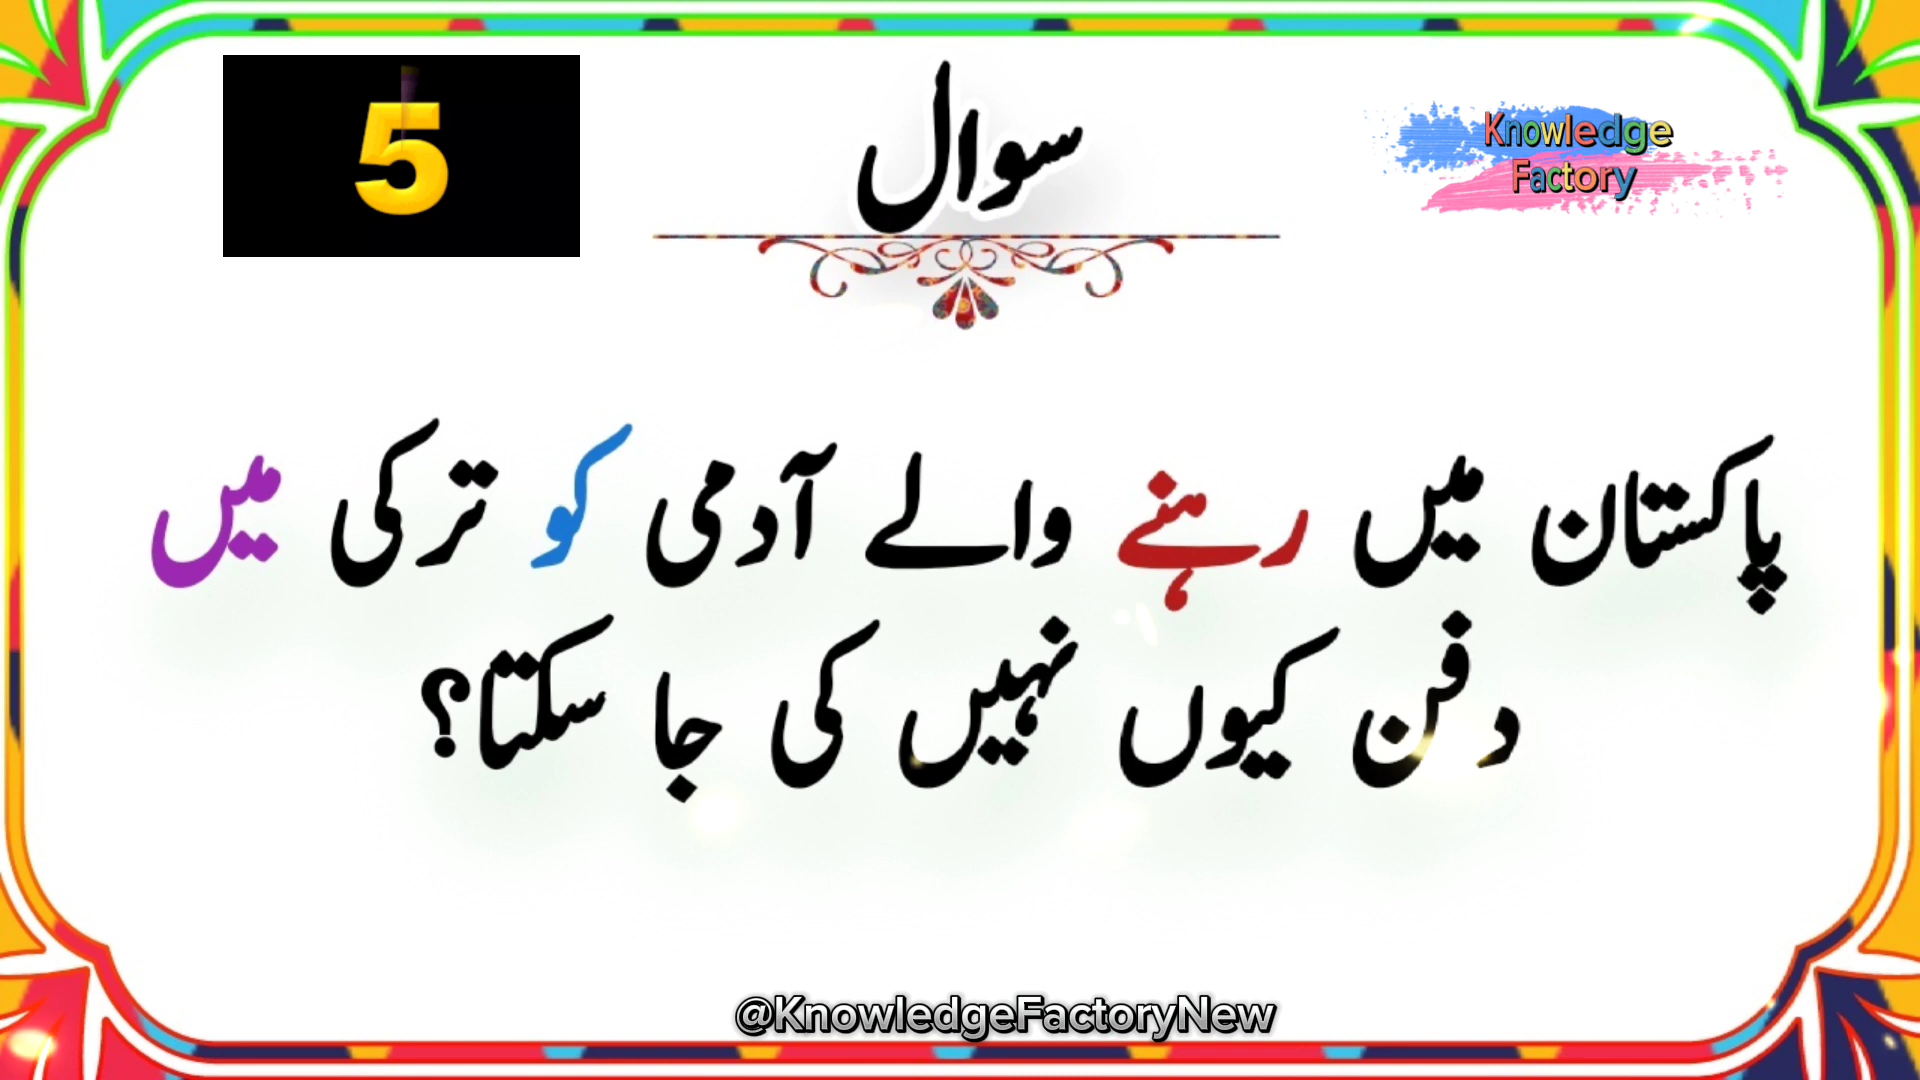 5
سوال
Knowledge
Factory
پاکستان میں رہنے والے آدمی کو ترکی میں
دفن کیوں نہیں کی جا سکتا؟
@KnowledgeFactoryNew